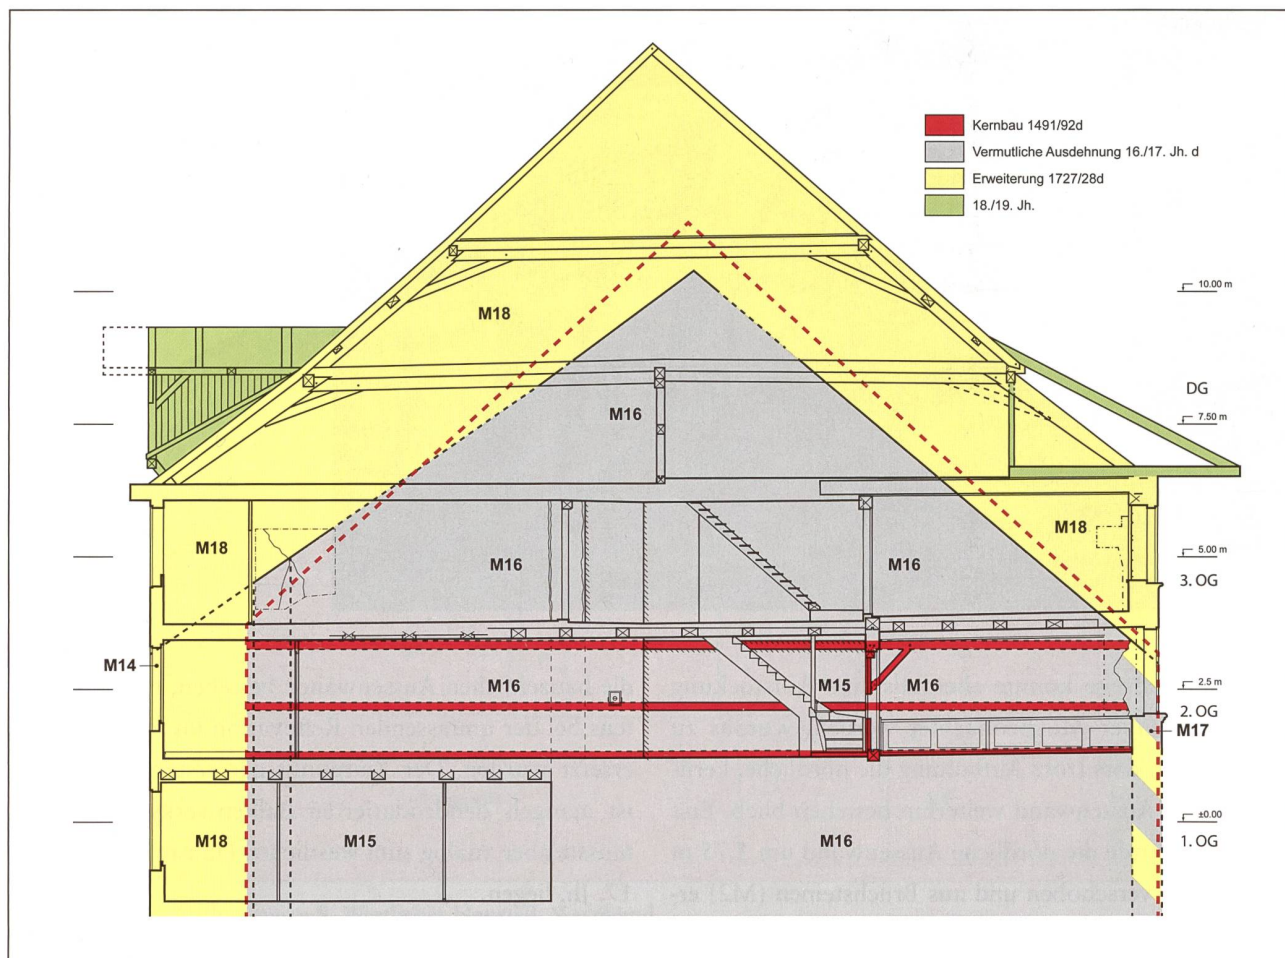 Kernbau 1491/92d
Vermutliche Ausdehnung 16./17. Jh. d
Erweiterung 1727/28d
18./19. Jh.
10.00 m
M18
DG
7.50 m
M16
M18
M16
M16
M18
5.00 m
3. OG
M14
M16
M15
M16
2.5 m
2. OG
M17
M18
M15
M16
±0.00
1. OG